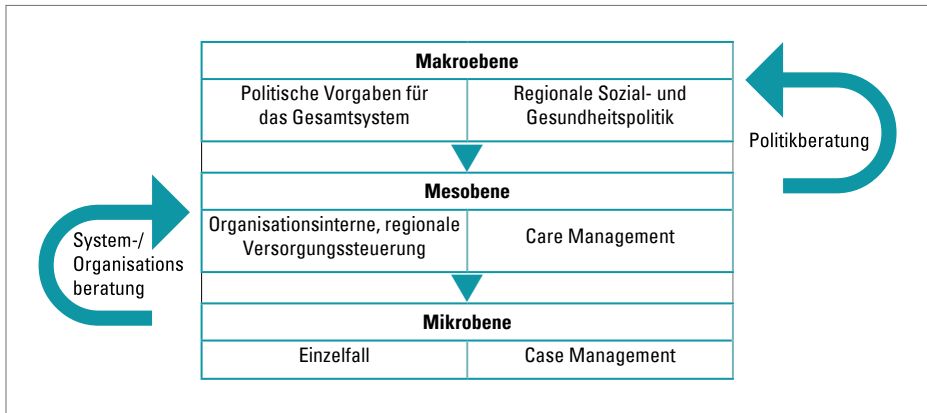 Makroebene
Politische Vorgaben für
das Gesamtsystem
Regionale Sozial- und
Gesundheitspolitik
Politikberatung
Mesobene
Organisationsinterne, regionale
Versorgungssteuerung
Care Management
System-/
Organisations
beratung
Mikrobene
Einzelfall
Case Management